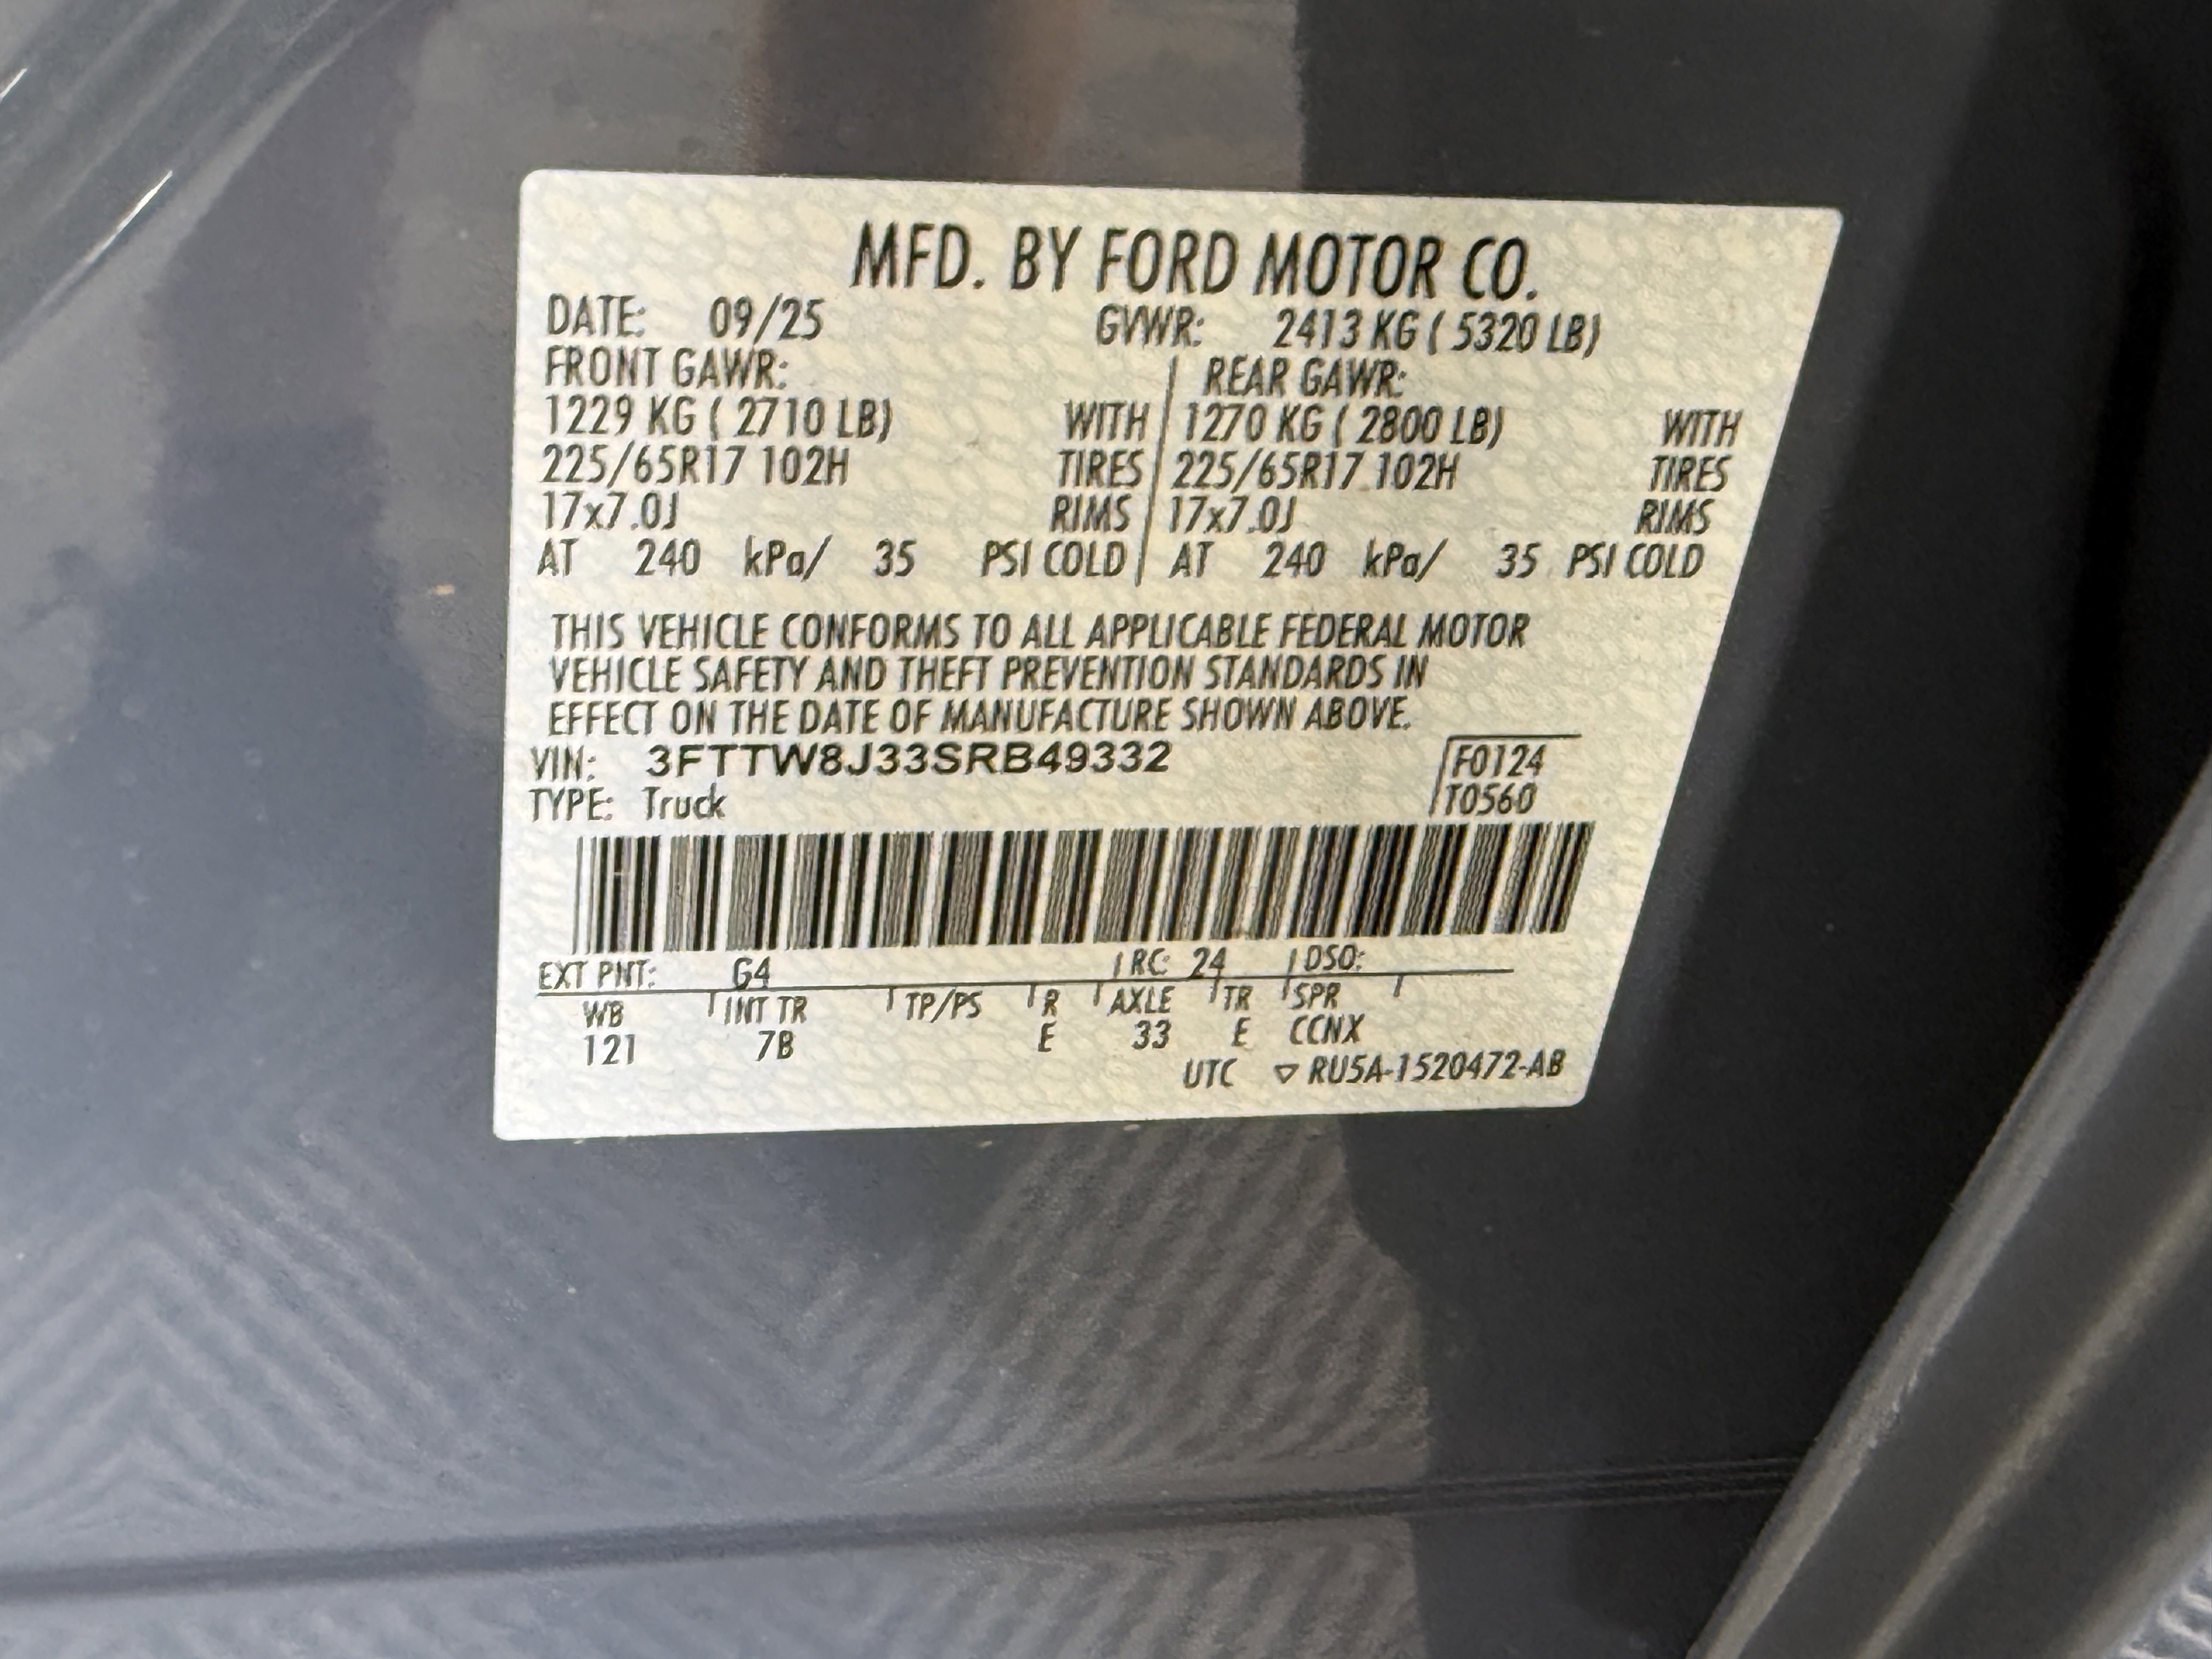 MFD. BY FORD MOTOR CO.
DATE: 09/25 GVWR: 2413 KG ( 5320 LB)
FRONT GAWR: REAR GAWR:
1229 KG ( 2710 LB) WITH 1270 KG ( 2800 LB) WITH
225/65R17 102H TIRES 225/65R17 102H TIRES
17x7.0J RIMS 17x7.0J RIMS
AT 240 kPa/ 35 PSI COLD AT 240 kPa/ 35 PSI COLD
THIS VEHICLE CONFORMS TO ALL APPLICABLE FEDERAL MOTOR
VEHICLE SAFETY AND THEFT PREVENTION STANDARDS IN
EFFECT ON THE DATE OF MANUFACTURE SHOWN ABOVE.
VIN: 3FTTW8J33SRB49332 F0124
TYPE: Truck T0560
EXT PNT: G4 RC: 24 DSO:
WB INT TR TP/PS R AXLE TR SPR
121 7B E 33 E CCNX
UTC ▽ RU5A-1520472-AB